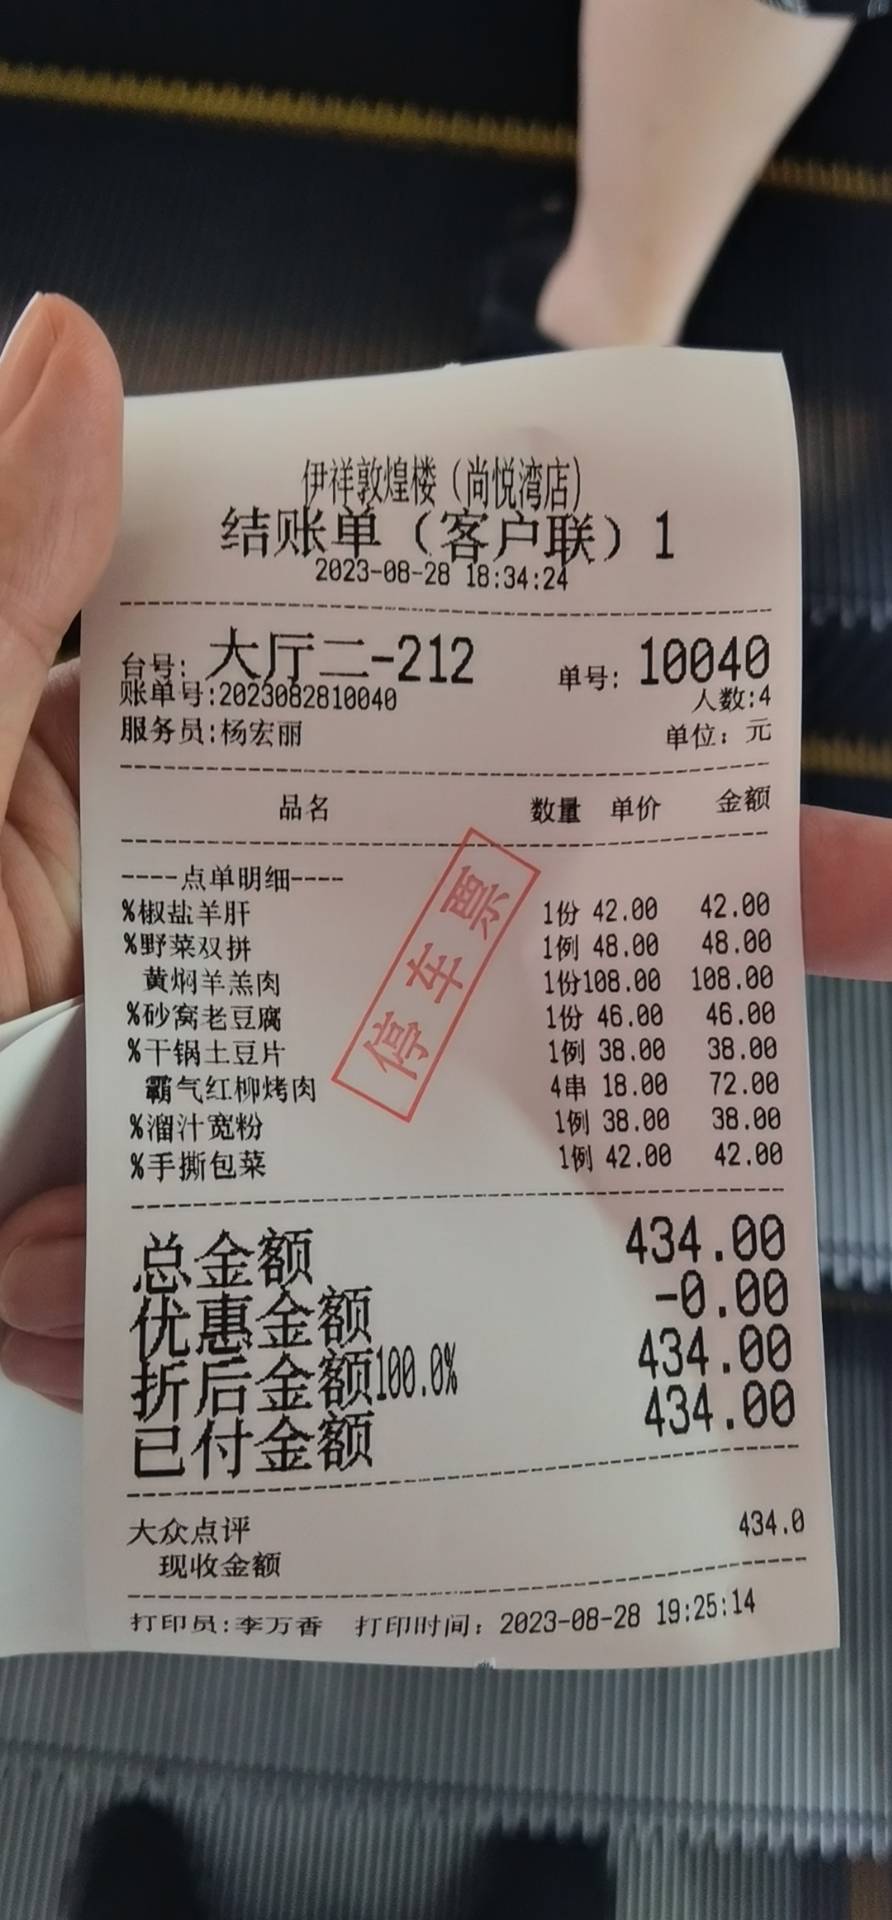 伊祥敦煌楼（尚悦湾店）
结账单（客户联）1
2023-08-28 18:34:24
台号: 大厅二-212 单号: 10040
账单号:2023082810040 人数:4
服务员:杨宏丽 单位: 元
品名 数量 单价 金额
----点单明细----
%椒盐羊肝 1份 42.00 42.00
%野菜双拼 1例 48.00 48.00
黄焖羊羔肉 1份108.00 108.00
%砂窝老豆腐 1份 46.00 46.00
%干锅土豆片 1例 38.00 38.00
霸气红柳烤肉 4串 18.00 72.00
%溜汁宽粉 1例 38.00 38.00
%手撕包菜 1例 42.00 42.00
停车票
总金额 434.00
优惠金额 -0.00
折后金额100.0% 434.00
已付金额 434.00
大众点评 434.0
现收金额
打印员:李万香 打印时间: 2023-08-28 19:25:14